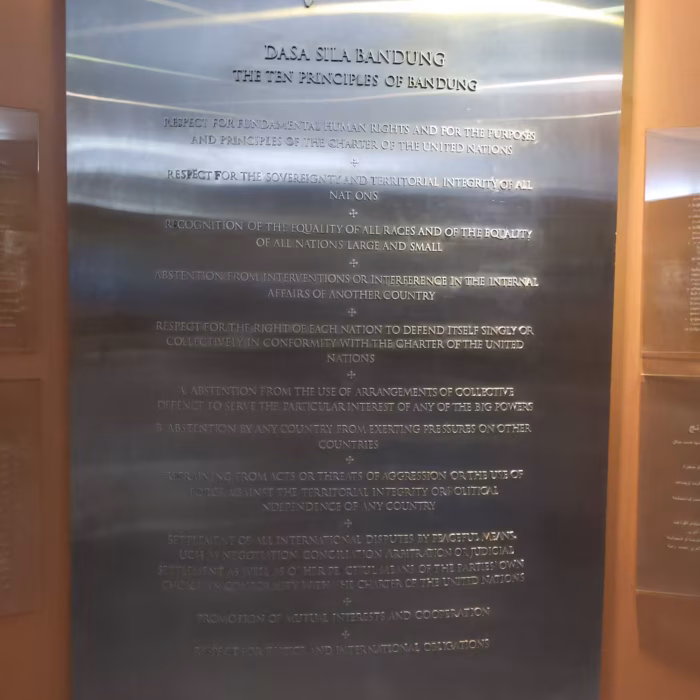 DASA SILA BANDUNG
THE TEN PRINCIPLES OF BANDUNG
RESPECT FOR FUNDAMENTAL HUMAN RIGHTS AND FOR THE PURPOSES
AND PRINCIPLES OF THE CHARTER OF THE UNITED NATIONS
RESPECT FOR THE SOVEREIGNTY AND TERRITORIAL INTEGRITY OF ALL
NAT ONS
RECOGNITION OF THE EQUALITY OF ALL RACES AND OF THE EQUALITY
OF ALL NATIONS LARGE AND SMALL
ABSTENTION FROM INTERVENTIONS OR INTERFERENCE IN THE INTERNAL
AFFAIRS OF ANOTHER COUNTRY
RESPECT FOR THE RIGHT OF EACH NATION TO DEFEND ITSELF SINGLY OR
COLLECTIVELY IN CONFORMITY WITH THE CHARTER OF THE UNITED
NATIONS
A. ABSTENTION FROM THE USE OF ARRANGEMENTS OF COLLECTIVE
DEFENCE TO SERVE THE PARTICULAR INTEREST OF ANY OF THE BIG POWERS
B. ABSTENTION BY ANY COUNTRY FROM EXERTING PRESSURES ON OTHER
COUNTRIES
REFRAINING FROM ACTS OR THREATS OF AGGRESSION OR THE USE OF
FORCE AGAINST THE TERRITORIAL INTEGRITY OR POLITICAL
NDEPENDENCE OF ANY COUNTRY
SETTLEMENT OF ALL INTERNATIONAL DISPUTES BY PEACEFUL MEANS
UCH AS NEGOTIATION CONCILIATION ARBITRATION OR JUDICIAL
SETTLEMENT AS WELL AS OTHER PEACEFUL MEANS OF THE PARTIES OWN
CHOICE IN CONFORMITY WITH THE CHARTER OF THE UNITED NATIONS
PROMOTION OF MUTUAL INTERESTS AND COOPERATION
RESPECT FOR JUSTICE AND INTERNATIONAL OBLIGATIONS